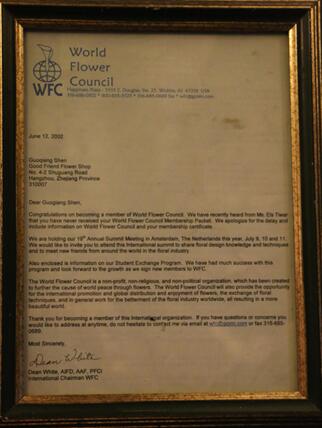 World
Flower
Council
WFC
June 12, 2002
Guoqiang Shen
Good Friend Flower Shop
No. 4-2 Shuguang Road
Hangzhou, Zhejiang Province
310007
Dear Guoqiang Shen,
Congratulations on becoming a member of World Flower Council. We have recently heard from Ms. Els
that you have never received your World Flower Council Membership Packet. We apologize for the delay and
include information on World Flower Council and your membership certificate.
We are holding our 19th Annual Summit Meeting in Amsterdam, The Netherlands this year, July 9, 10 and 11.
We would like you to attend this International summit to share floral design knowledge and techniques
and to meet new friends from around the world in the floral industry.
Also enclosed is information on our Student Exchange Program. We have had much success with this
program and look forward to the growth as we sign new members to WFC.
The World Flower Council is a non-profit, non-religious, and non-political organization, which has been created
to further the cause of world peace through flowers. The World Flower Council will also provide the opportunity
for the international promotion and global distribution and enjoyment of flowers, the exchange of floral
techniques, and in general work for the betterment of the floral industry worldwide, all resulting in a more
beautiful world.
Thank you for becoming a member of this International organization. If you have questions or concerns you
would like to address at anytime, do not hesitate to contact me via email at or fax 316-685-
Most Sincerely,
Dean White
Dean White, AIFD, AAF, PFCI
International Chairman WFC